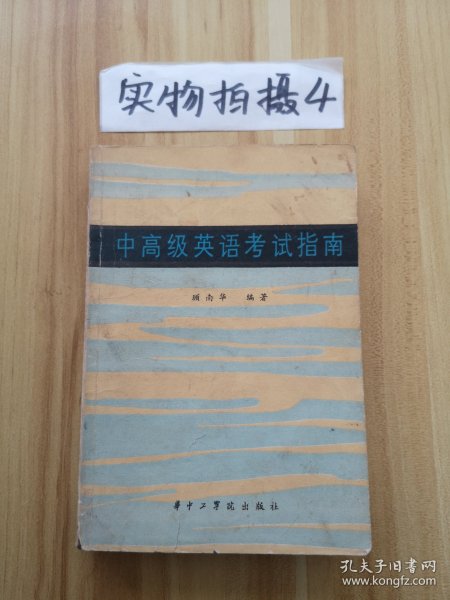 实物拍摄4
中高级英语考试指南
顾南华 编著
华中工学院出版社
孔夫子旧书网
www.kongfz.com